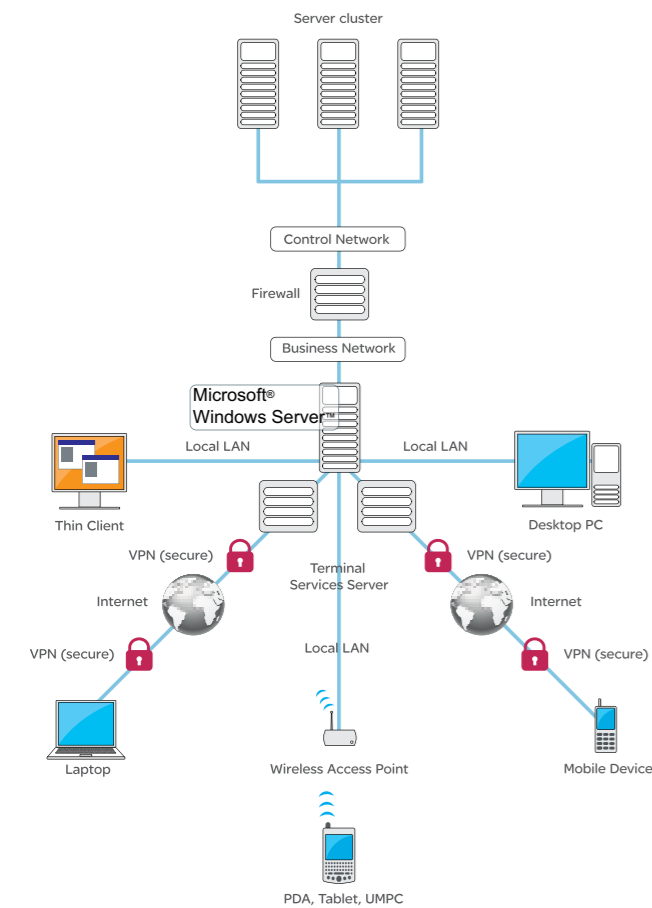 Server cluster
Control Network
Firewall
Business Network
Microsoft®
Windows Server™
Local LAN
Local LAN
Thin Client
Desktop PC
VPN (secure)
VPN (secure)
Terminal
Services Server
Internet
Internet
Local LAN
VPN (secure)
VPN (secure)
Laptop
Wireless Access Point
Mobile Device
PDA, Tablet, UMPC